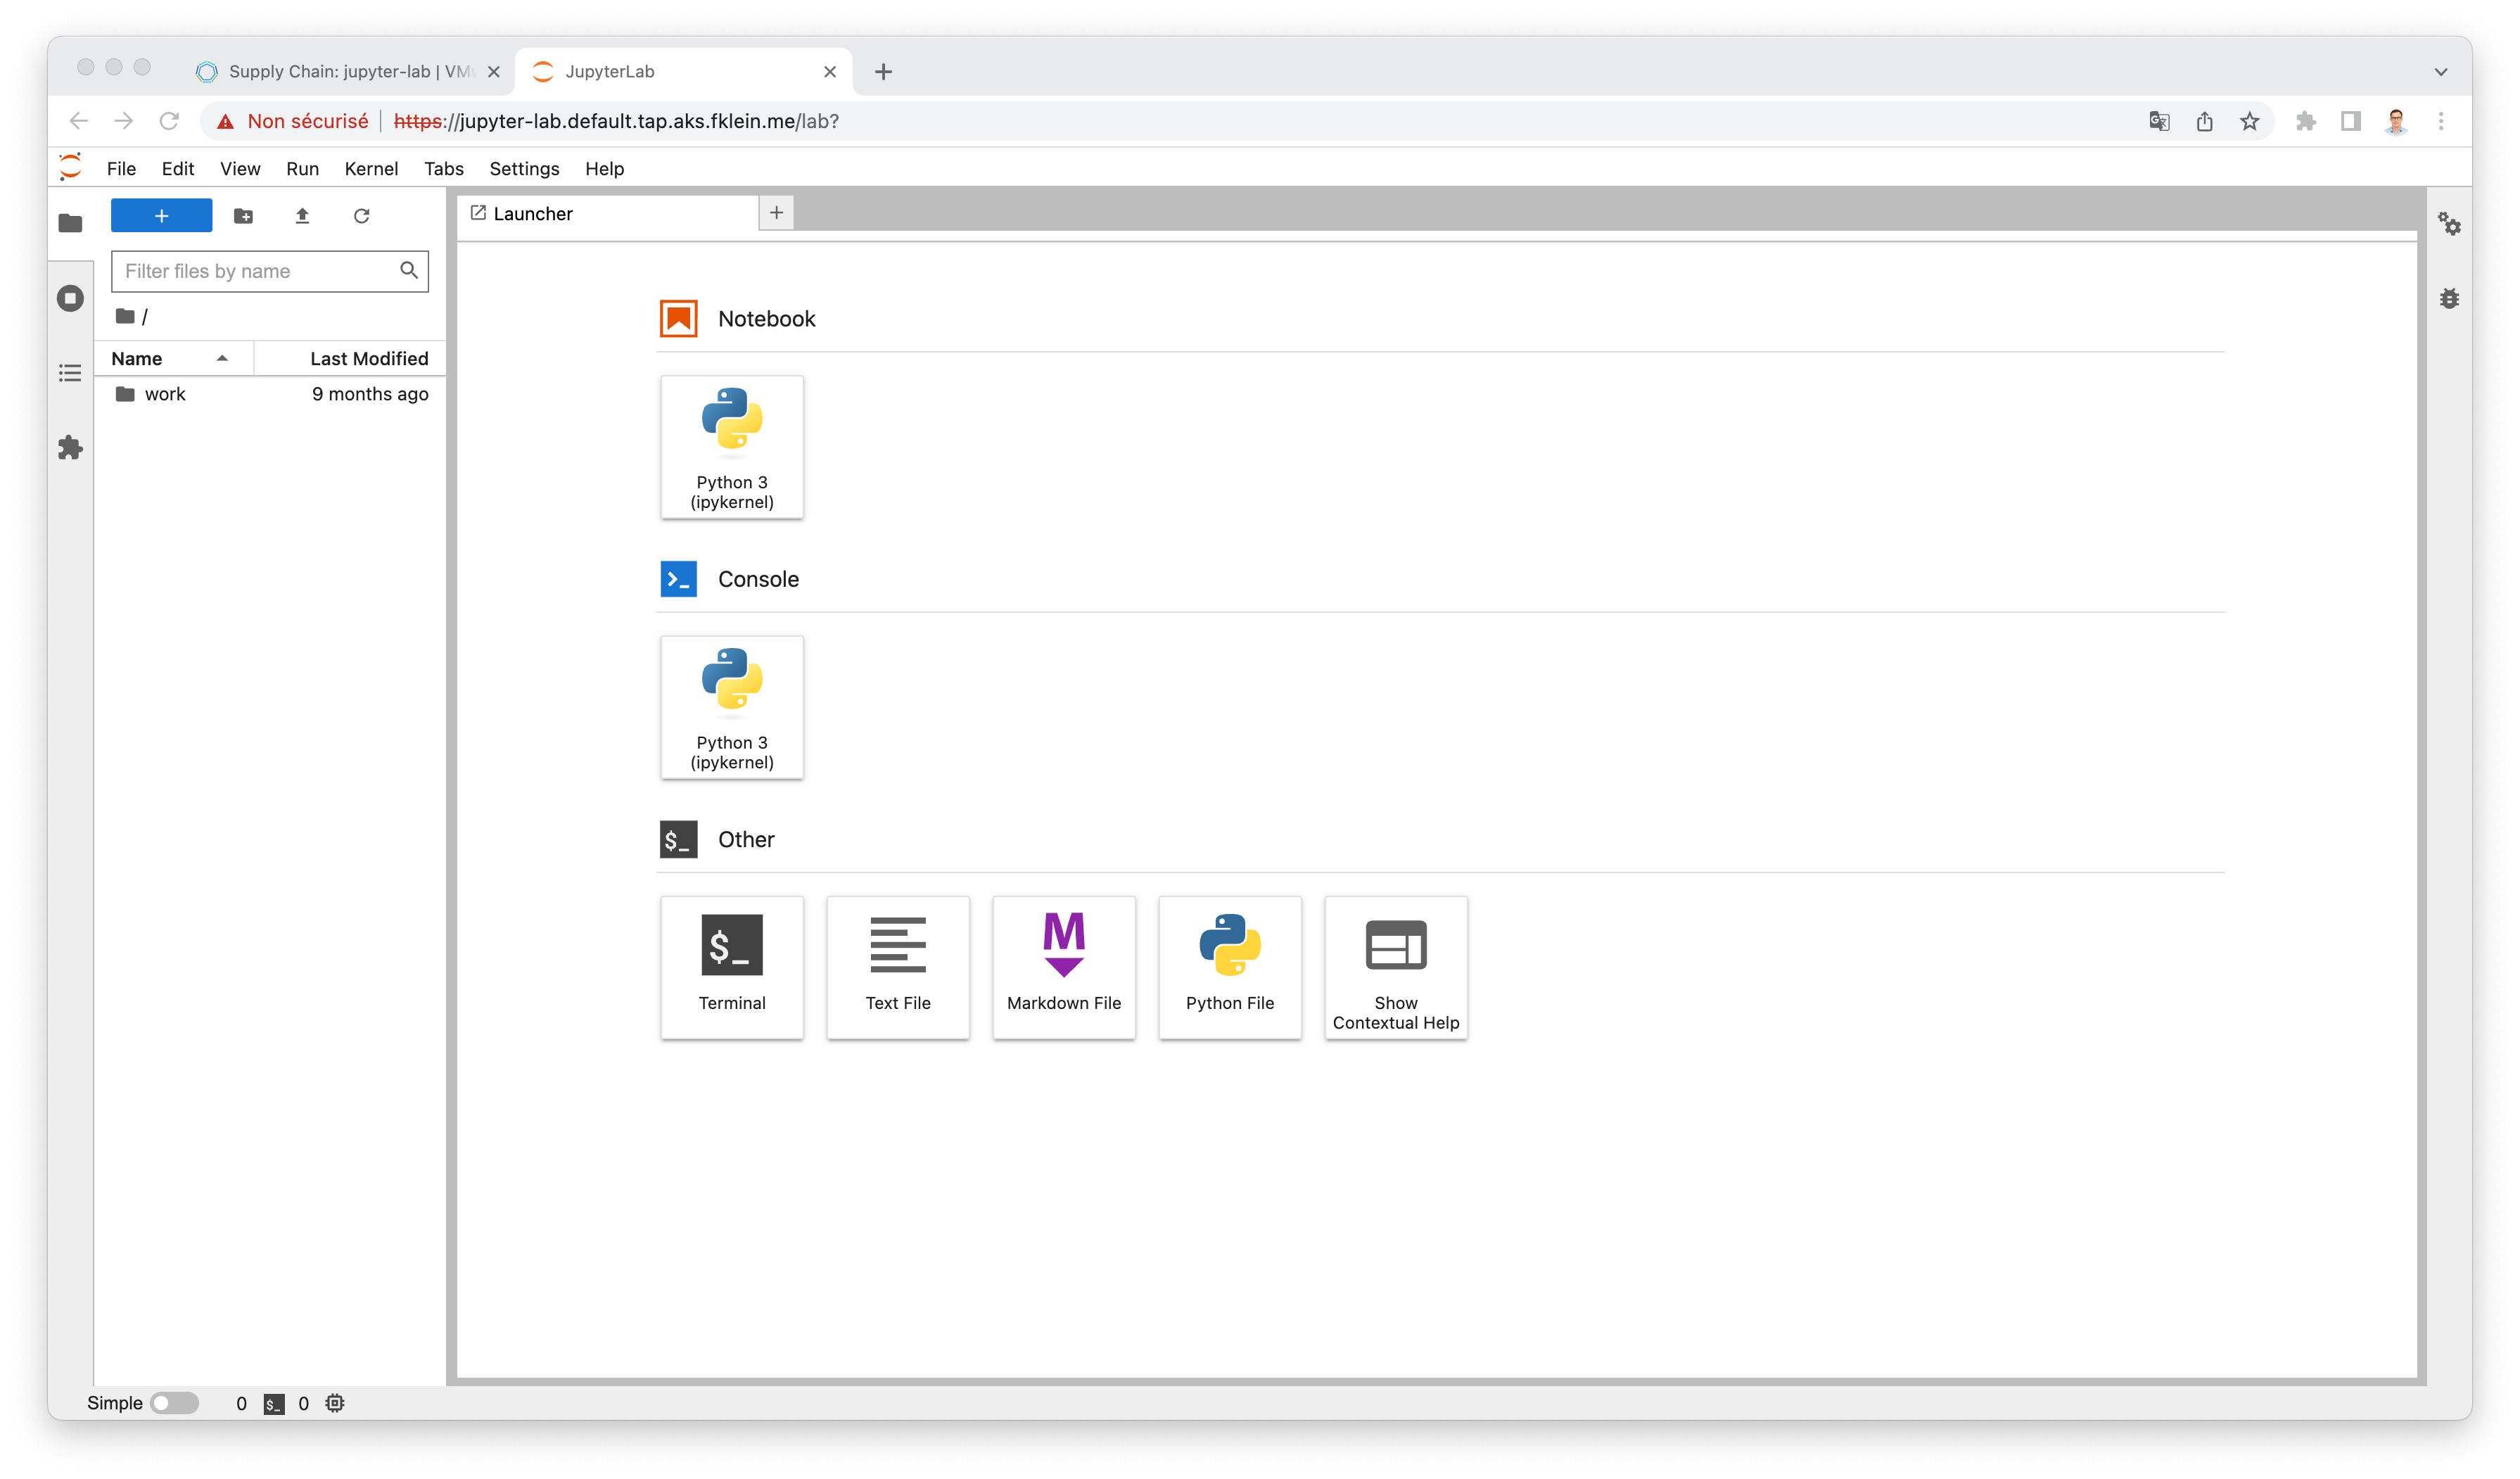 Supply Chain: jupyter-lab | VM
JupyterLab
Non sécurisé
https://jupyter-lab.default.tap.aks.fklein.me/lab?
File Edit View Run Kernel Tabs Settings Help
Launcher
Filter files by name
/
Name Last Modified
work 9 months ago
Notebook
Python 3
(ipykernel)
Console
Python 3
(ipykernel)
$_ Other
$_
Terminal
Text File
M
Markdown File
Python File
Show
Contextual Help
Simple 0 $_ 0